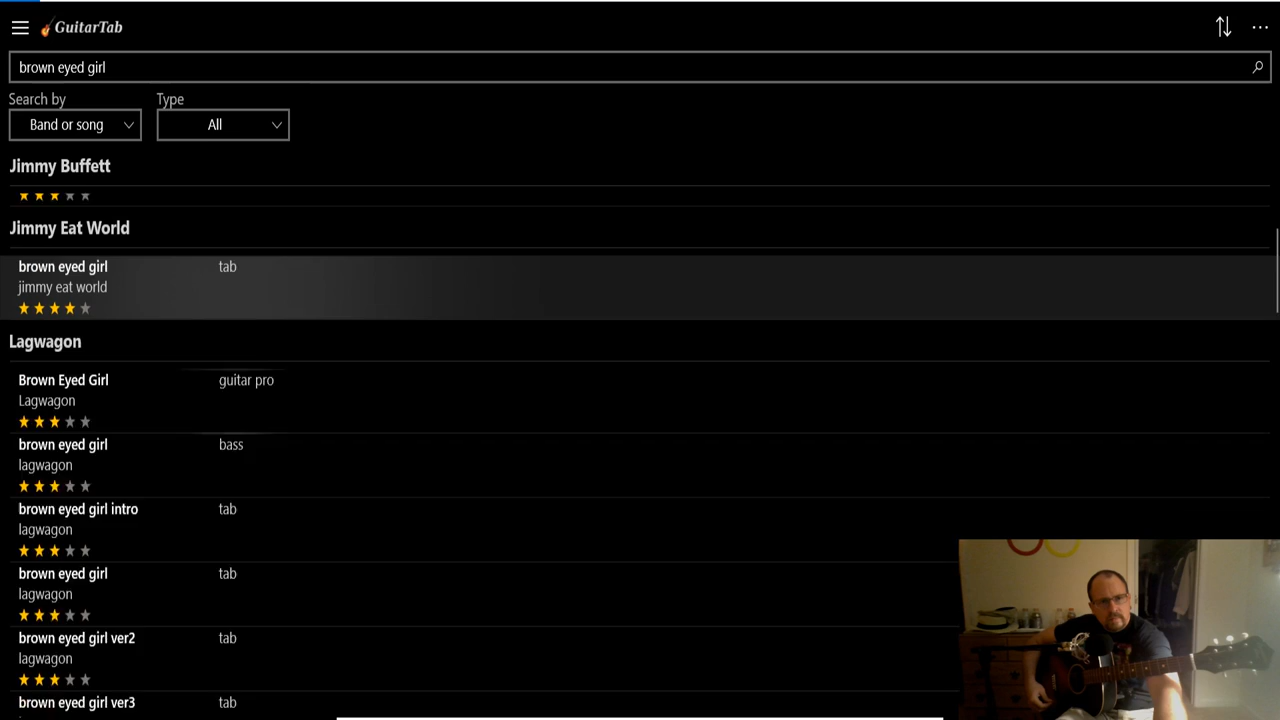 GuitarTab
brown eyed girl
Search by
Type
Band or song
All
Jimmy Buffett
Jimmy Eat World
brown eyed girl
tab
jimmy eat world
Lagwagon
Brown Eyed Girl
guitar pro
Lagwagon
brown eyed girl
bass
lagwagon
brown eyed girl intro
tab
lagwagon
brown eyed girl
tab
lagwagon
brown eyed girl ver2
tab
lagwagon
brown eyed girl ver3
tab